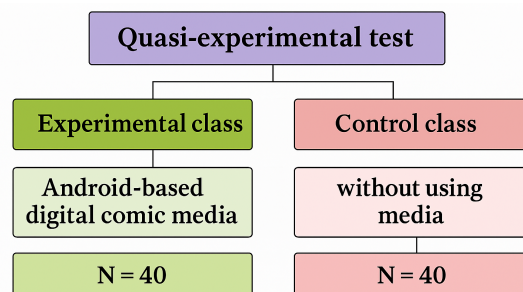 Quasi-experimental test
Experimental class
Control class
Android-based
digital comic media
without using
media
N = 40
N = 40